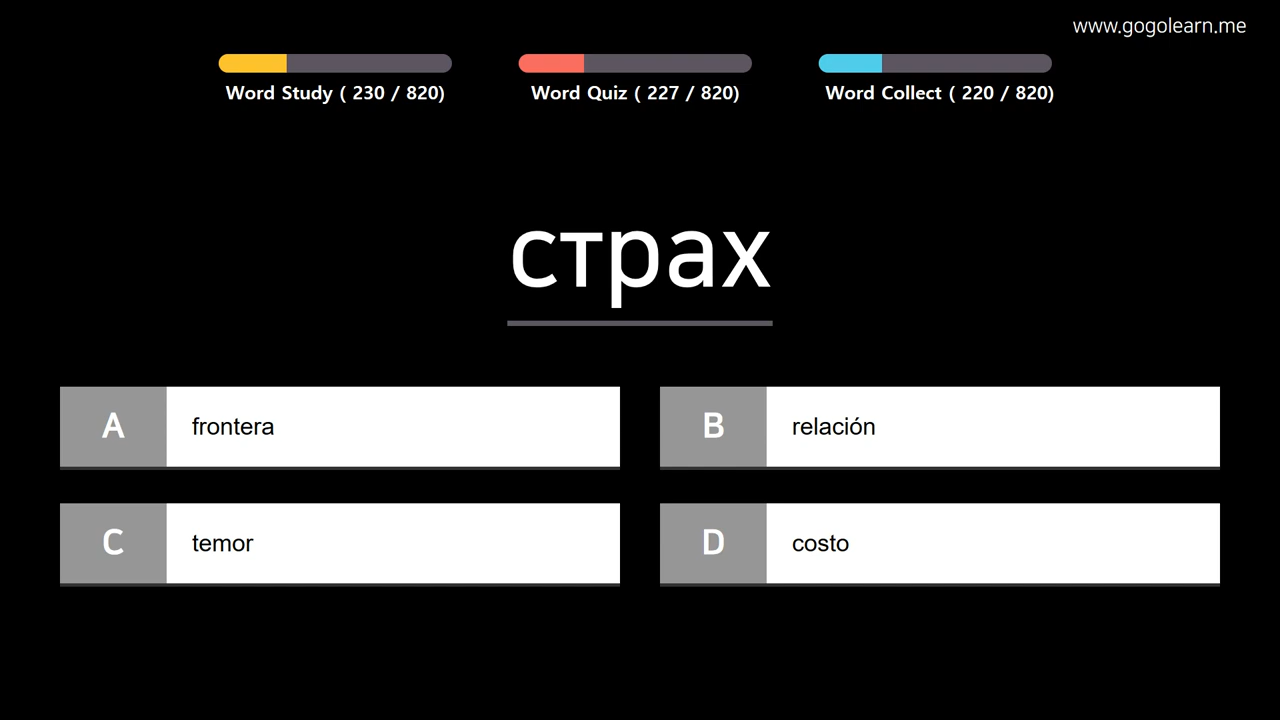 www.gogolearn.me
Word Study ( 230 / 820)
Word Quiz ( 227 / 820)
Word Collect ( 220 / 820)
страх
A frontera
B relación
C temor
D costo